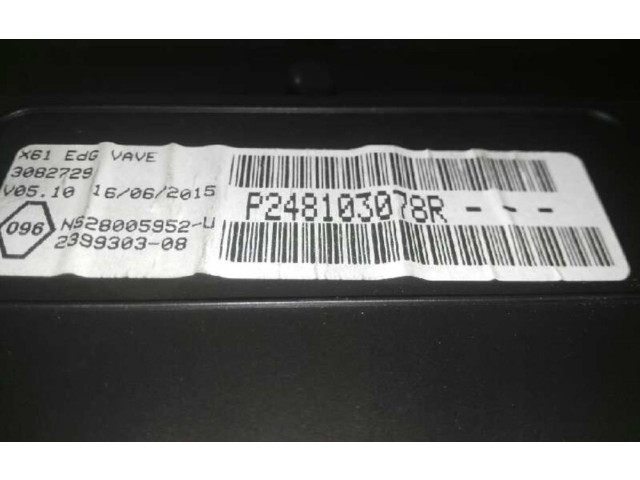 X61 EdG VAVE
3082729
V05.10 16/06/2015
096
NS28005952-U
2399303-08
P248103078R - - -